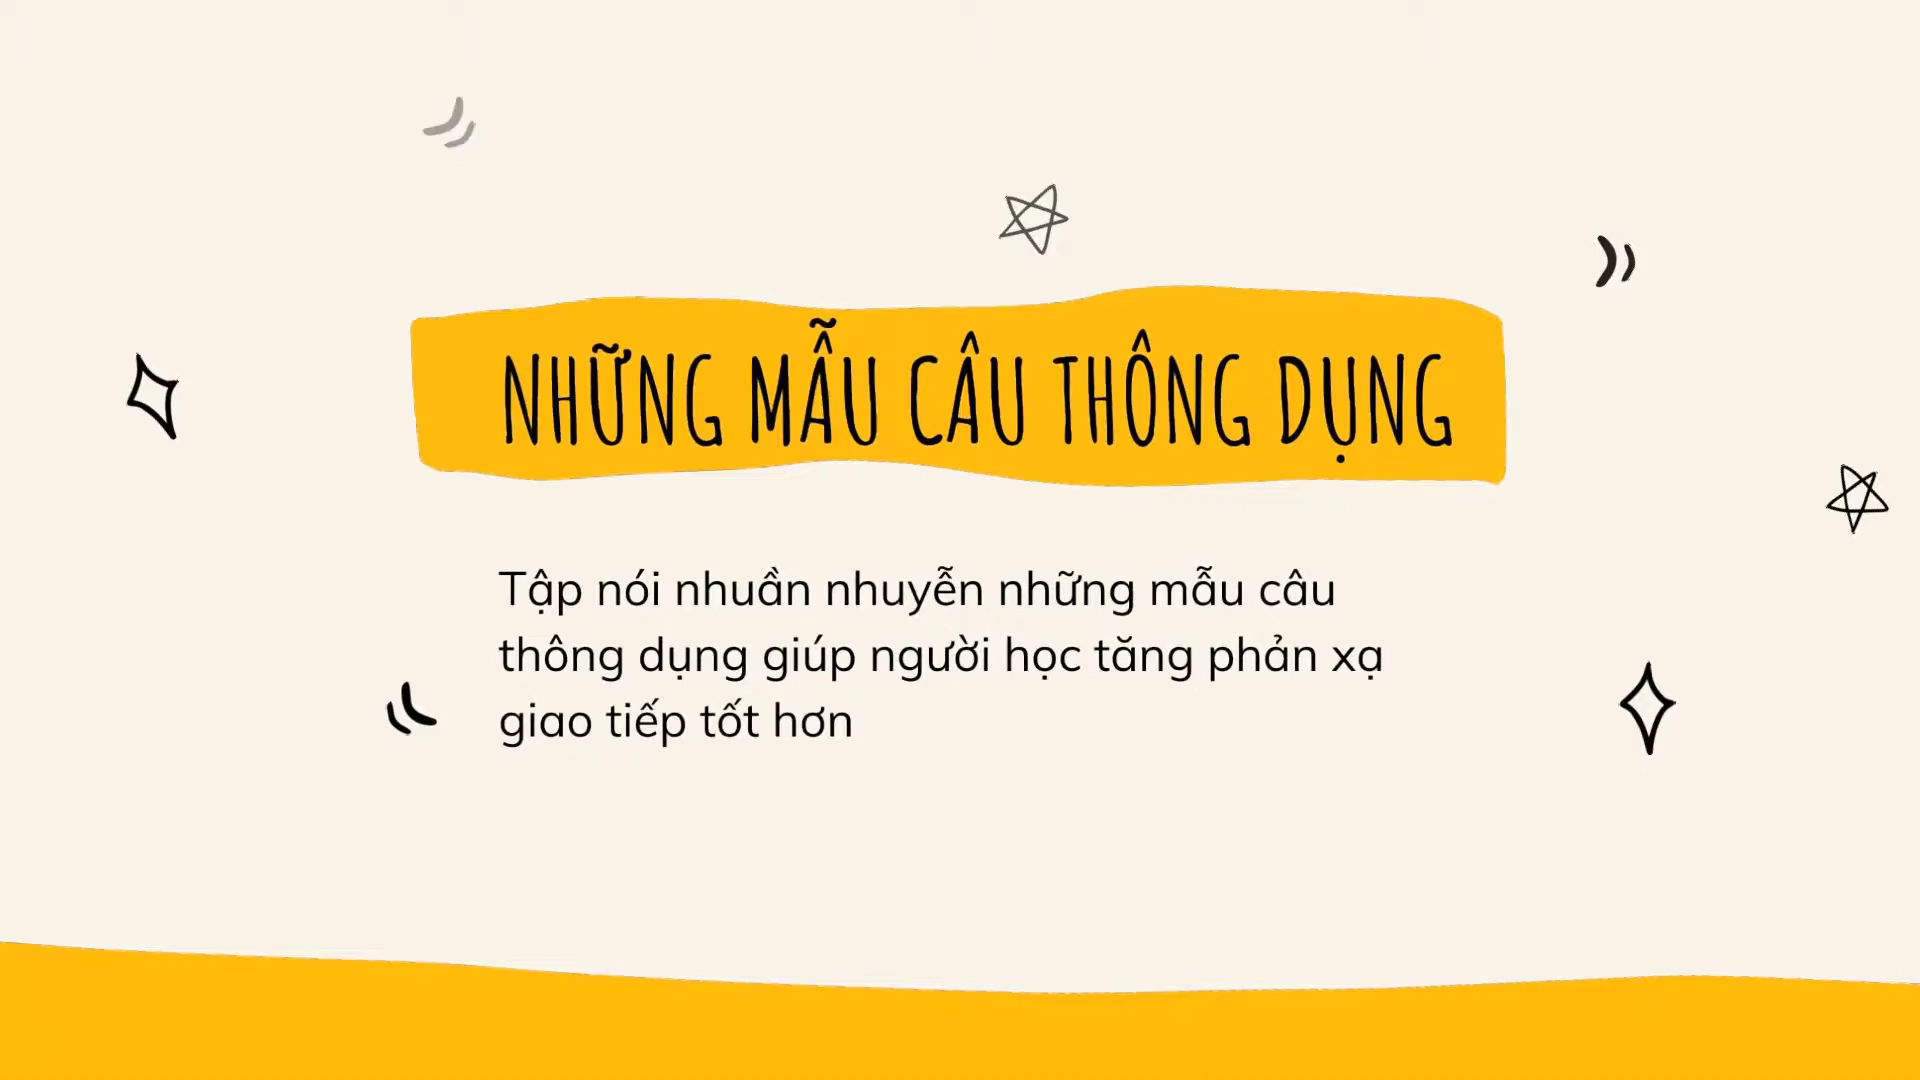 NHỮNG MẪU CÂU THÔNG DỤNG
Tập nói nhuần nhuyễn những mẫu câu
thông dụng giúp người học tăng phản xạ
giao tiếp tốt hơn